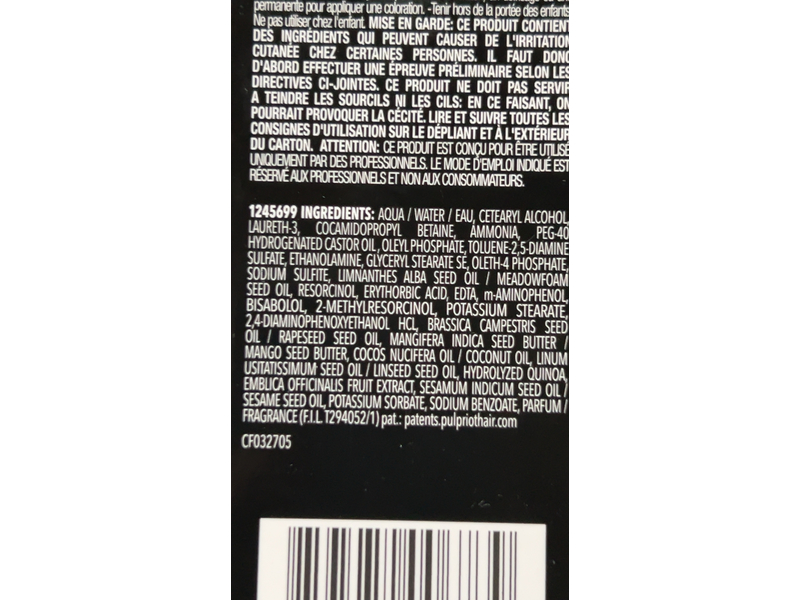 permanente pour appliquer une coloration. -Tenir hors de la portée des enfants
Ne pas utiliser chez l'enfant. MISE EN GARDE: CE PRODUIT CONTIENT
DES INGRÉDIENTS QUI PEUVENT CAUSER DE L'IRRITATION
CUTANÉE CHEZ CERTAINES PERSONNES. IL FAUT DONC
D'ABORD EFFECTUER UNE ÉPREUVE PRÉLIMINAIRE SELON LES
DIRECTIVES CI-JOINTES. CE PRODUIT NE DOIT PAS SERVIR
A TEINDRE LES SOURCILS NI LES CILS: EN CE FAISANT, ON
POURRAIT PROVOQUER LA CÉCITÉ. LIRE ET SUIVRE TOUTES LES
CONSIGNES D'UTILISATION SUR LE DÉPLIANT ET À L'EXTÉRIEUR
DU CARTON. ATTENTION: CE PRODUIT EST CONÇU POUR ÊTRE UTILISÉ
UNIQUEMENT PAR DES PROFESSIONNELS. LE MODE D'EMPLOI INDIQUÉ EST
RÉSERVÉ AUX PROFESSIONNELS ET NON AUX CONSOMMATEURS.
1245699 INGREDIENTS: AQUA / WATER / EAU, CETEARYL ALCOHOL,
LAURETH-3, COCAMIDOPROPYL BETAINE, AMMONIA, PEG-40
HYDROGENATED CASTOR OIL, OLEYL PHOSPHATE, TOLUENE-2,5-DIAMINE
SULFATE, ETHANOLAMINE, GLYCERYL STEARATE SE, OLETH-4 PHOSPHATE,
SODIUM SULFITE, LIMNANTHES ALBA SEED OIL / MEADOWFOAM
SEED OIL, RESORCINOL, ERYTHORBIC ACID, EDTA, m-AMINOPHENOL,
BISABOLOL, 2-METHYLRESORCINOL, POTASSIUM STEARATE,
2,4-DIAMINOPHENOXYETHANOL HCL, BRASSICA CAMPESTRIS SEED
OIL / RAPESEED SEED OIL, MANGIFERA INDICA SEED BUTTER /
MANGO SEED BUTTER, COCOS NUCIFERA OIL / COCONUT OIL, LINUM
USITATISSIMUM SEED OIL / LINSEED SEED OIL, HYDROLYZED QUINOA,
EMBLICA OFFICINALIS FRUIT EXTRACT, SESAMUM INDICUM SEED OIL /
SESAME SEED OIL, POTASSIUM SORBATE, SODIUM BENZOATE, PARFUM /
FRAGRANCE (F.I.L. T294052/1) pat.: patents.pulpriothair.com
CF032705